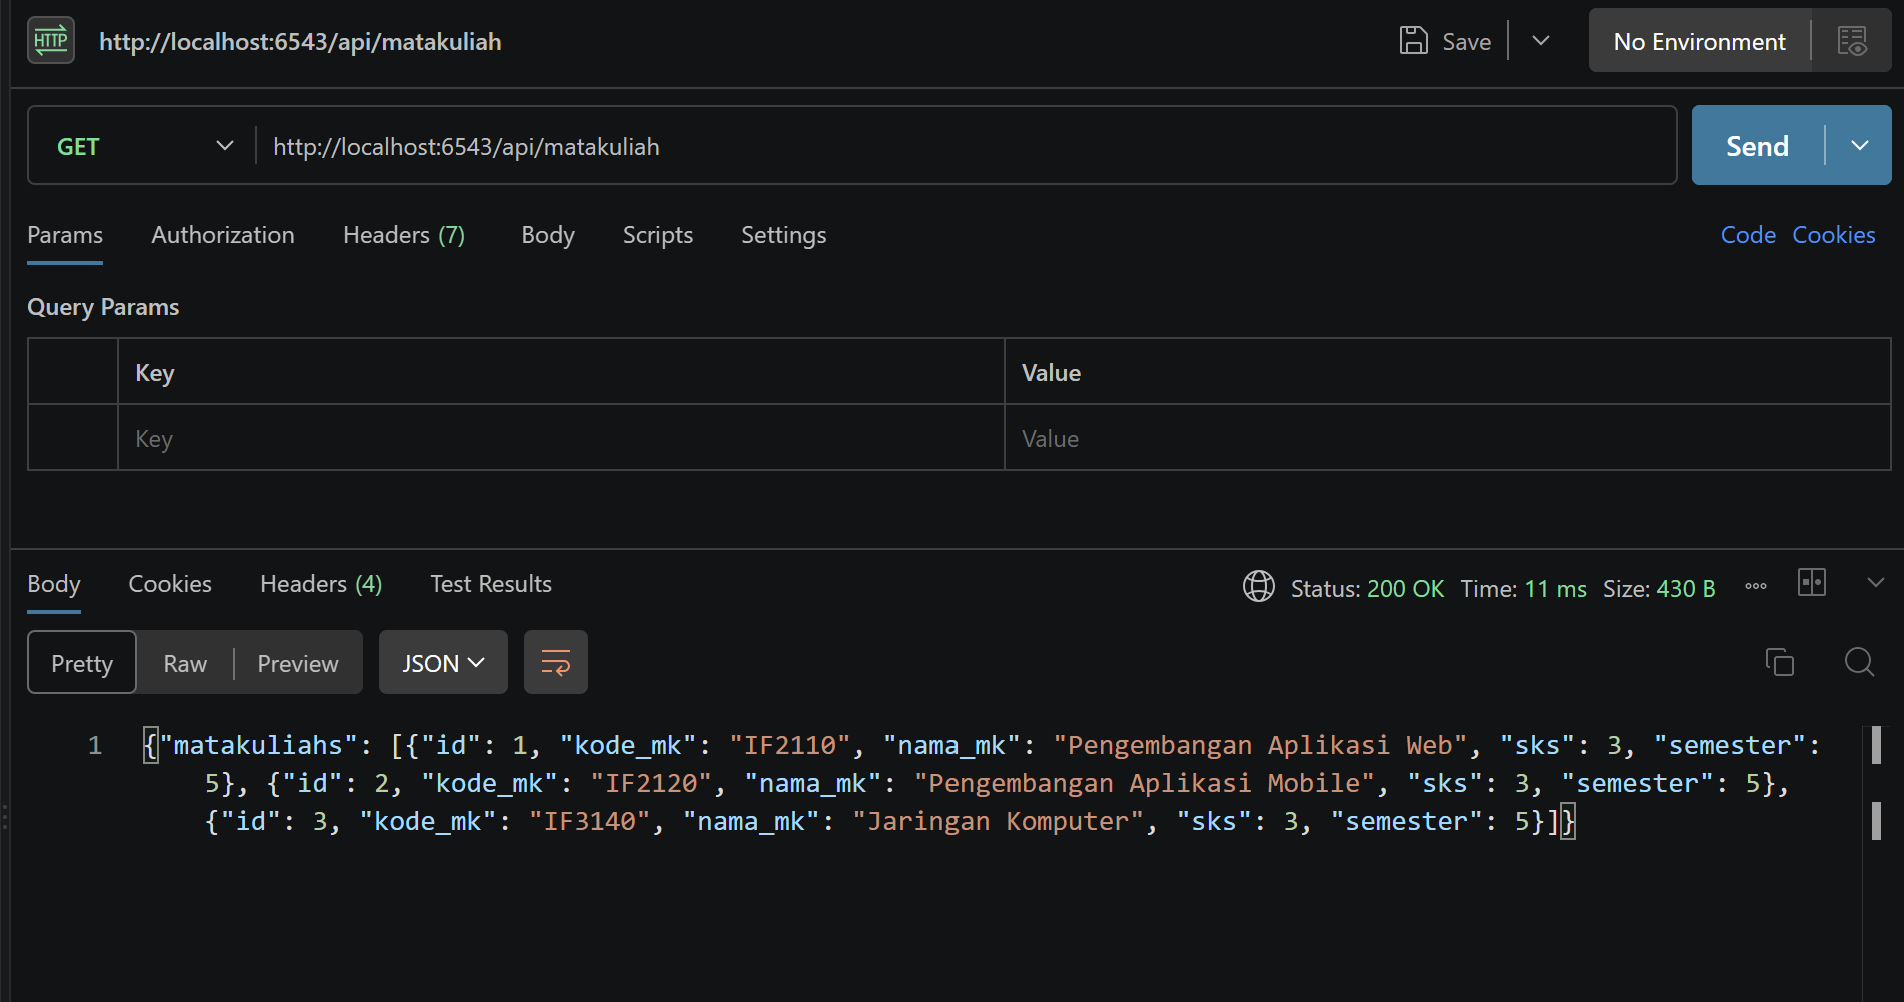 HTTP http://localhost:6543/api/matakuliah Save No Environment
GET http://localhost:6543/api/matakuliah Send
Params Authorization Headers (7) Body Scripts Settings Code Cookies
Query Params
Key Value
Key Value
Body Cookies Headers (4) Test Results Status: 200 OK Time: 11 ms Size: 430 B
Pretty Raw Preview JSON
1 {"matakuliahs": [{"id": 1, "kode_mk": "IF2110", "nama_mk": "Pengembangan Aplikasi Web", "sks": 3, "semester":
5}, {"id": 2, "kode_mk": "IF2120", "nama_mk": "Pengembangan Aplikasi Mobile", "sks": 3, "semester": 5},
{"id": 3, "kode_mk": "IF3140", "nama_mk": "Jaringan Komputer", "sks": 3, "semester": 5}]}